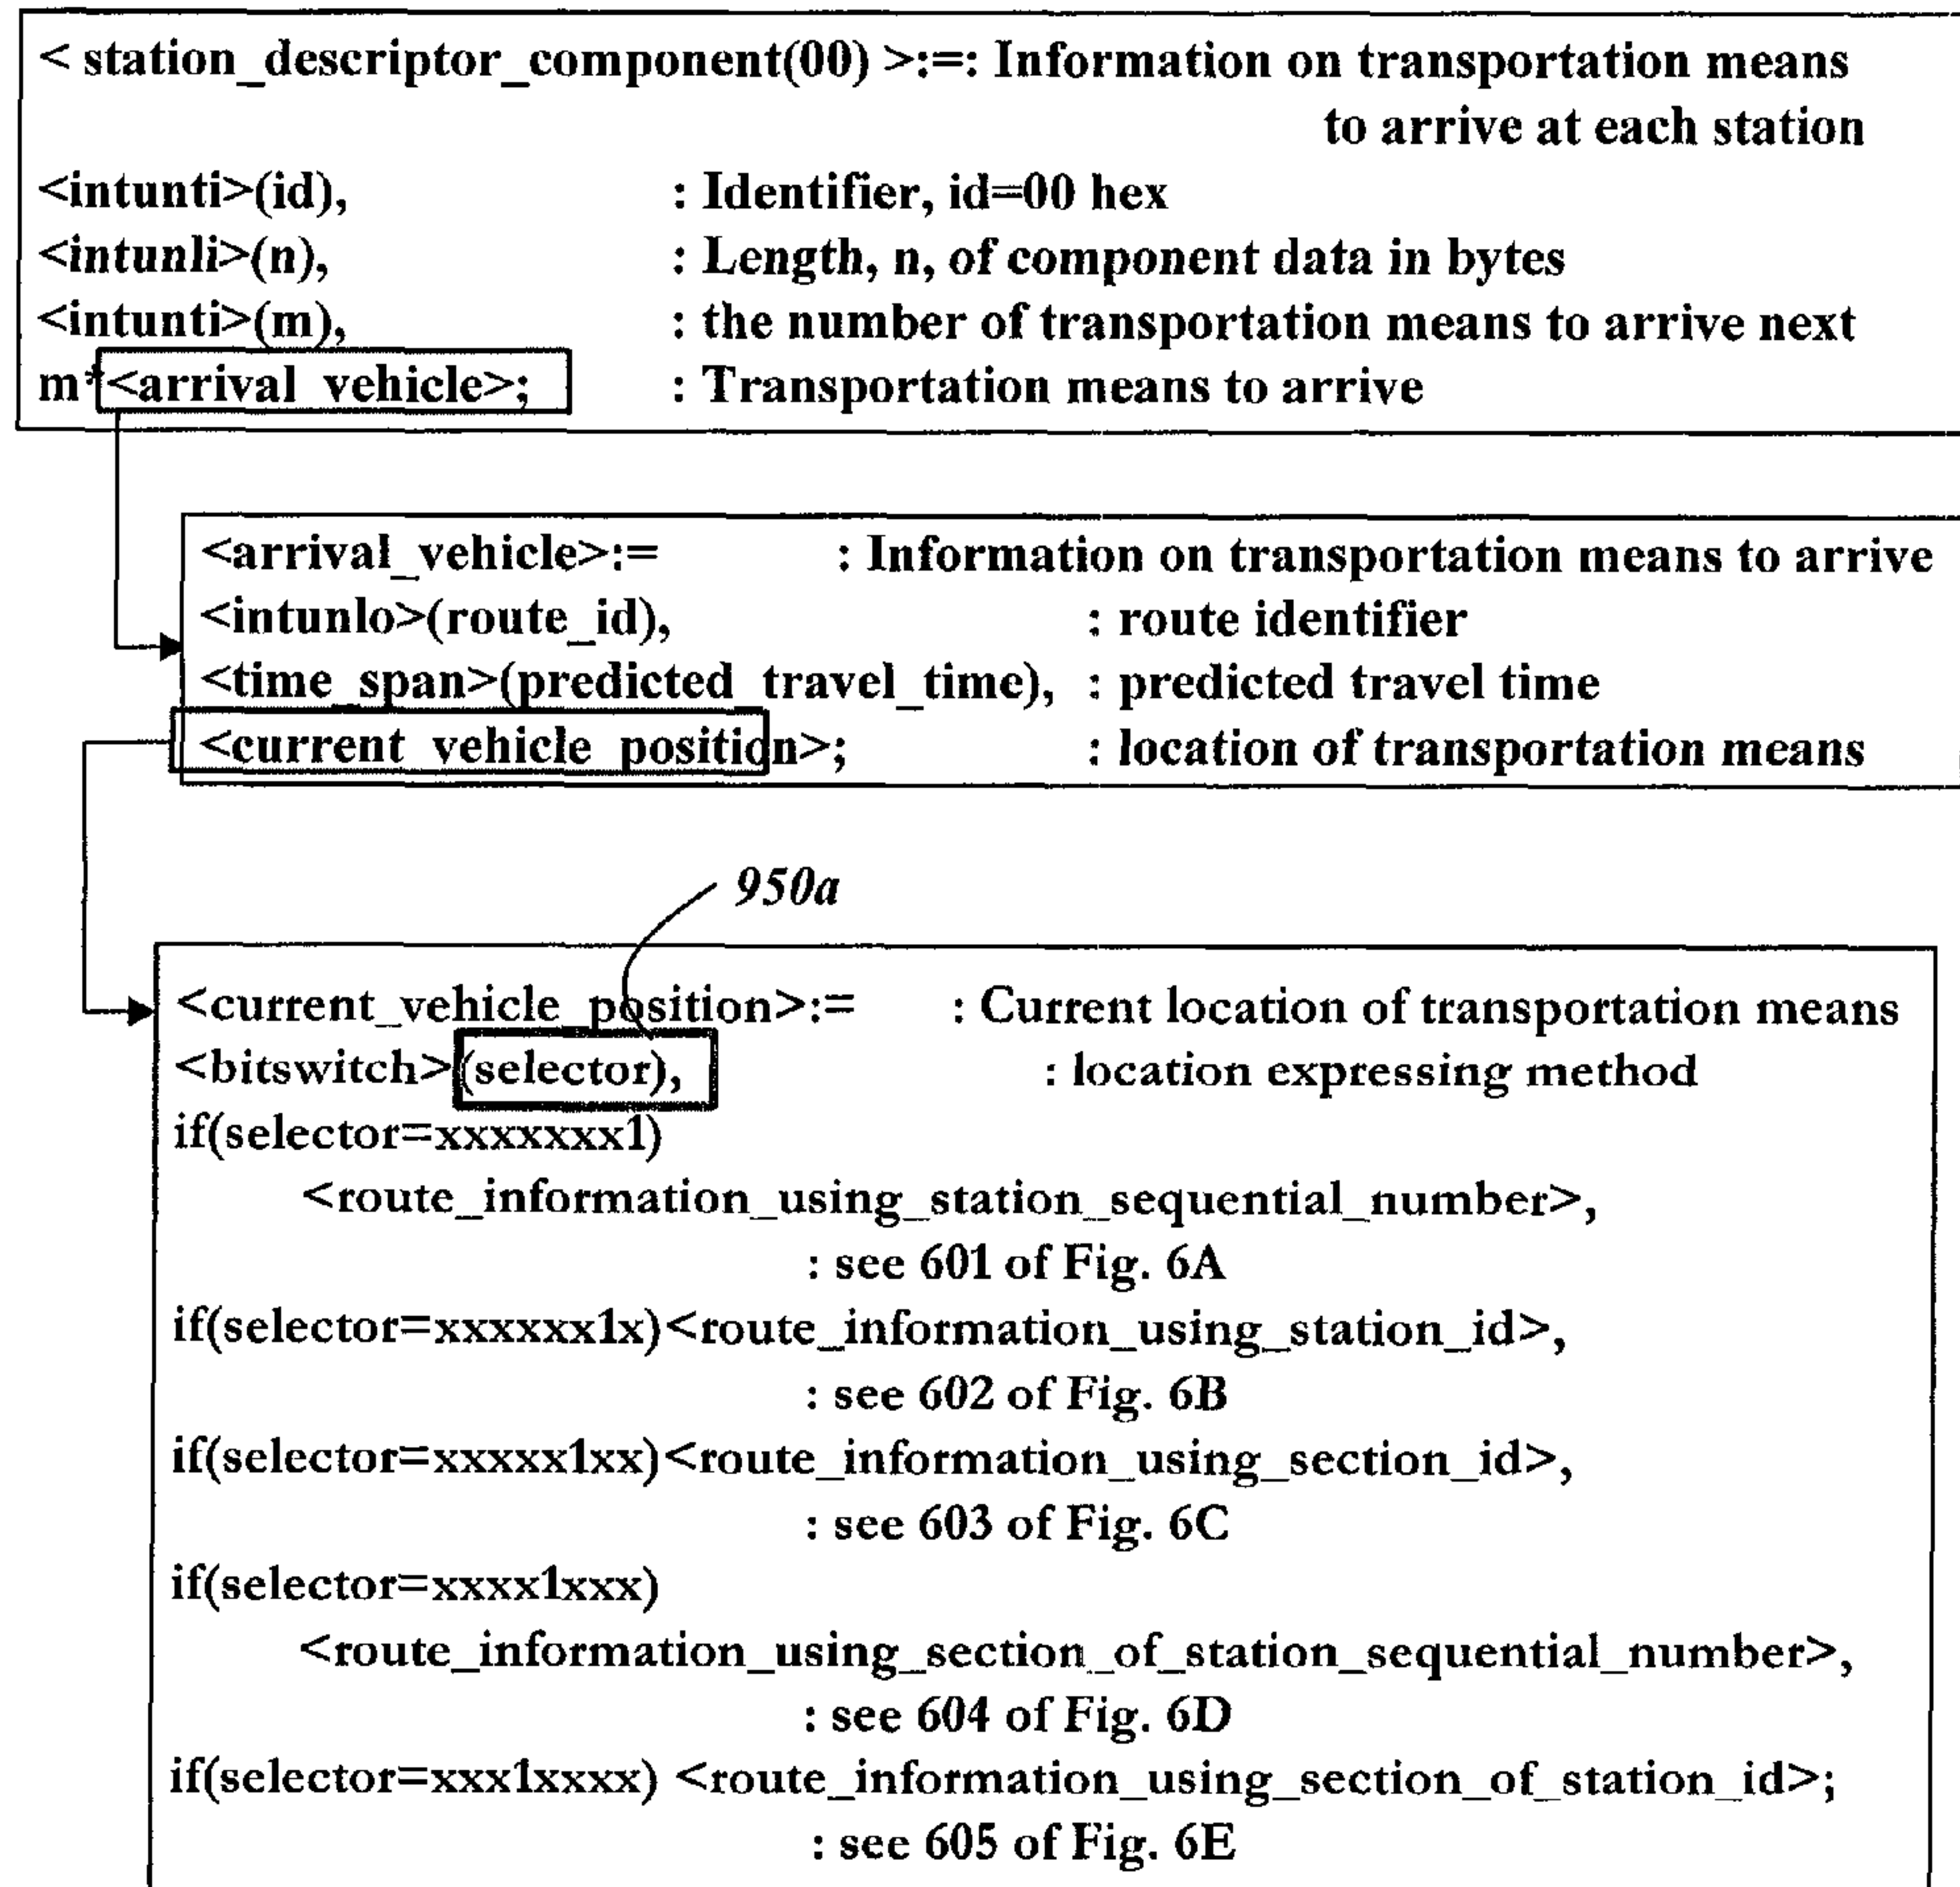 < station_descriptor_component(00) >:=: Information on transportation means
to arrive at each station
<intunti>(id), : Identifier, id=00 hex
<intunli>(n), : Length, n, of component data in bytes
<intunti>(m), : the number of transportation means to arrive next
m*<arrival_vehicle>; : Transportation means to arrive
<arrival_vehicle>:= : Information on transportation means to arrive
<intunlo>(route_id), : route identifier
<time_span>(predicted_travel_time), : predicted travel time
<current_vehicle_position>; : location of transportation means
950a
<current_vehicle_position>:= : Current location of transportation means
<bitswitch>(selector), : location expressing method
if(selector=xxxxxxx1)
<route_information_using_station_sequential_number>,
: see 601 of Fig. 6A
if(selector=xxxxxx1x)<route_information_using_station_id>,
: see 602 of Fig. 6B
if(selector=xxxxx1xx)<route_information_using_section_id>,
: see 603 of Fig. 6C
if(selector=xxxx1xxx)
<route_information_using_section_of_station_sequential_number>,
: see 604 of Fig. 6D
if(selector=xxx1xxxx) <route_information_using_section_of_station_id>;
: see 605 of Fig. 6E